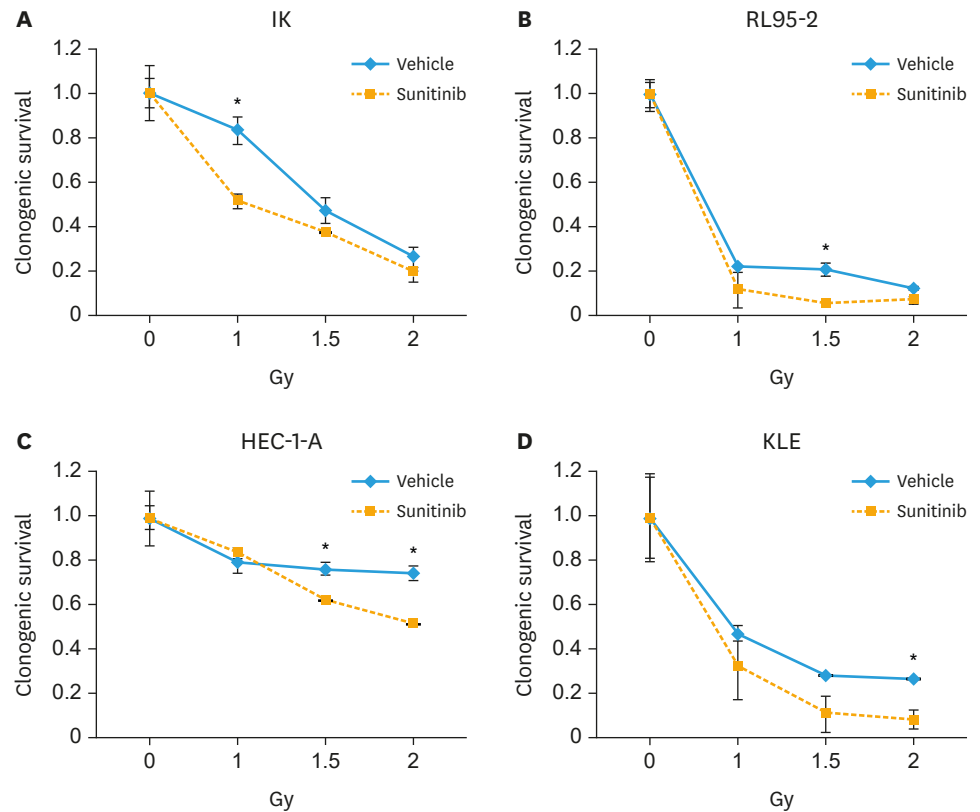 A
IK
Clonogenic survival
1.2
1.0
0.8
0.6
0.4
0.2
0
Vehicle
Sunitinib
*
0 1 1.5 2
Gy
B
RL95-2
Clonogenic survival
1.2
1.0
0.8
0.6
0.4
0.2
0
Vehicle
Sunitinib
*
0 1 1.5 2
Gy
C
HEC-1-A
Clonogenic survival
1.2
1.0
0.8
0.6
0.4
0.2
0
Vehicle
Sunitinib
* *
0 1 1.5 2
Gy
D
KLE
Clonogenic survival
1.2
1.0
0.8
0.6
0.4
0.2
0
Vehicle
Sunitinib
*
0 1 1.5 2
Gy